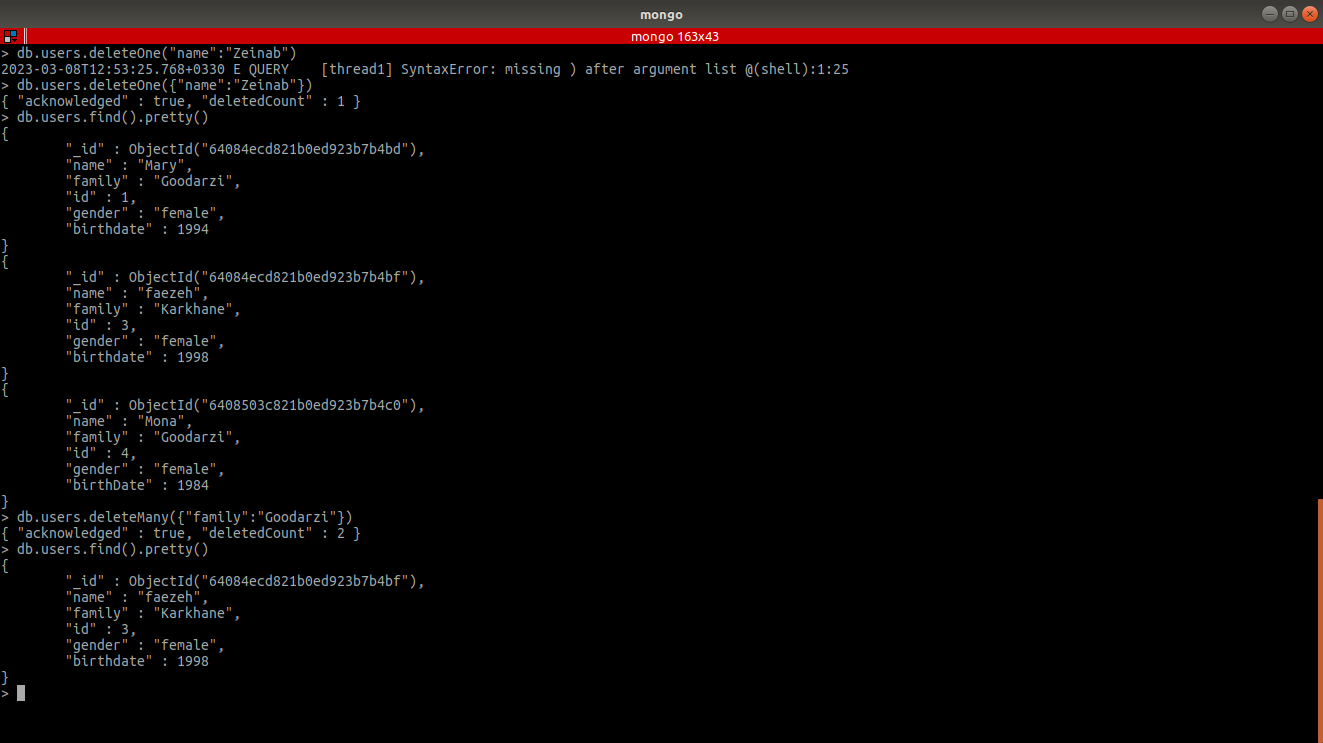 mongo
mongo 163x43
> db.users.deleteOne("name":"Zeinab")
2023-03-08T12:53:25.768+0330 E QUERY    [thread1] SyntaxError: missing ) after argument list @(shell):1:25
> db.users.deleteOne({"name":"Zeinab"})
{ "acknowledged" : true, "deletedCount" : 1 }
> db.users.find().pretty()
{
        "_id" : ObjectId("64084ecd821b0ed923b7b4bd"),
        "name" : "Mary",
        "family" : "Goodarzi",
        "id" : 1,
        "gender" : "female",
        "birthdate" : 1994
}
{
        "_id" : ObjectId("64084ecd821b0ed923b7b4bf"),
        "name" : "faezeh",
        "family" : "Karkhane",
        "id" : 3,
        "gender" : "female",
        "birthdate" : 1998
}
{
        "_id" : ObjectId("6408503c821b0ed923b7b4c0"),
        "name" : "Mona",
        "family" : "Goodarzi",
        "id" : 4,
        "gender" : "female",
        "birthDate" : 1984
}
> db.users.deleteMany({"family":"Goodarzi"})
{ "acknowledged" : true, "deletedCount" : 2 }
> db.users.find().pretty()
{
        "_id" : ObjectId("64084ecd821b0ed923b7b4bf"),
        "name" : "faezeh",
        "family" : "Karkhane",
        "id" : 3,
        "gender" : "female",
        "birthdate" : 1998
}
>